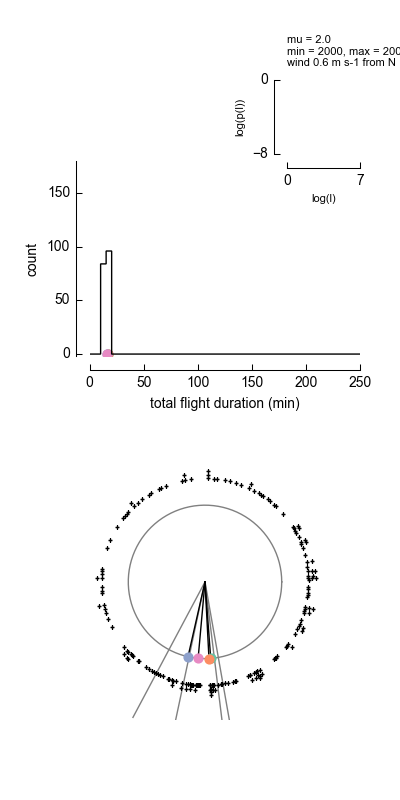 mu = 2.0
min = 2000, max = 200
wind 0.6 m s-1 from N
0
log(p(l))
−8
0 7
log(l)
150
count
100
50
0
0 50 100 150 200 250
total flight duration (min)